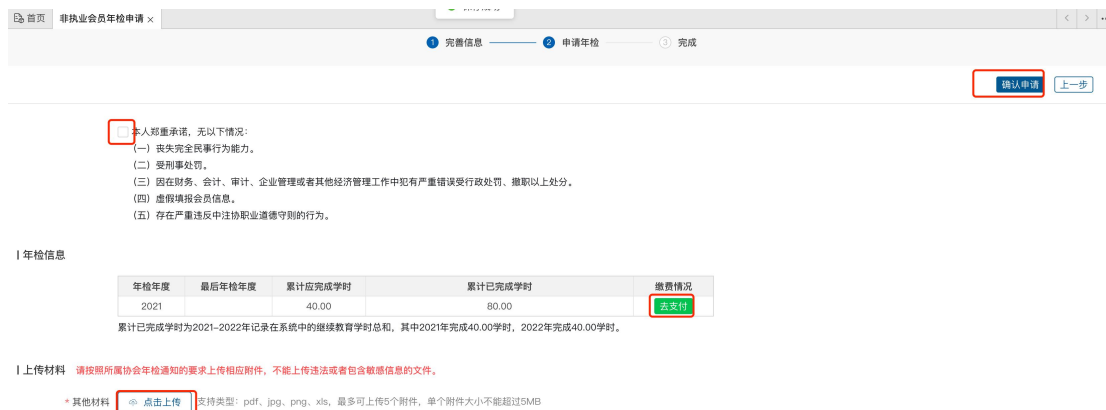 首页 非执业会员年检申请 ×
1 完善信息 2 申请年检 3 完成
确认申请 上一步
本人郑重承诺，无以下情况：
（一）丧失完全民事行为能力。
（二）受刑事处罚。
（三）因在财务、会计、审计、企业管理或者其他经济管理工作中犯有严重错误受行政处罚、撤职以上处分。
（四）虚假填报会员信息。
（五）存在严重违反中注协职业道德守则的行为。
年检信息
年检年度 最后年检年度 累计应完成学时 累计已完成学时 缴费情况
2021 40.00 80.00 去支付
累计已完成学时为2021-2022年记录在系统中的继续教育学时总和，其中2021年完成40.00学时，2022年完成40.00学时。
上传材料 请按照所属协会年检通知的要求上传相应附件，不能上传违法或者包含敏感信息的文件。
* 其他材料 点击上传 支持类型：pdf、jpg、png、xls，最多可上传5个附件，单个附件大小不能超过5MB